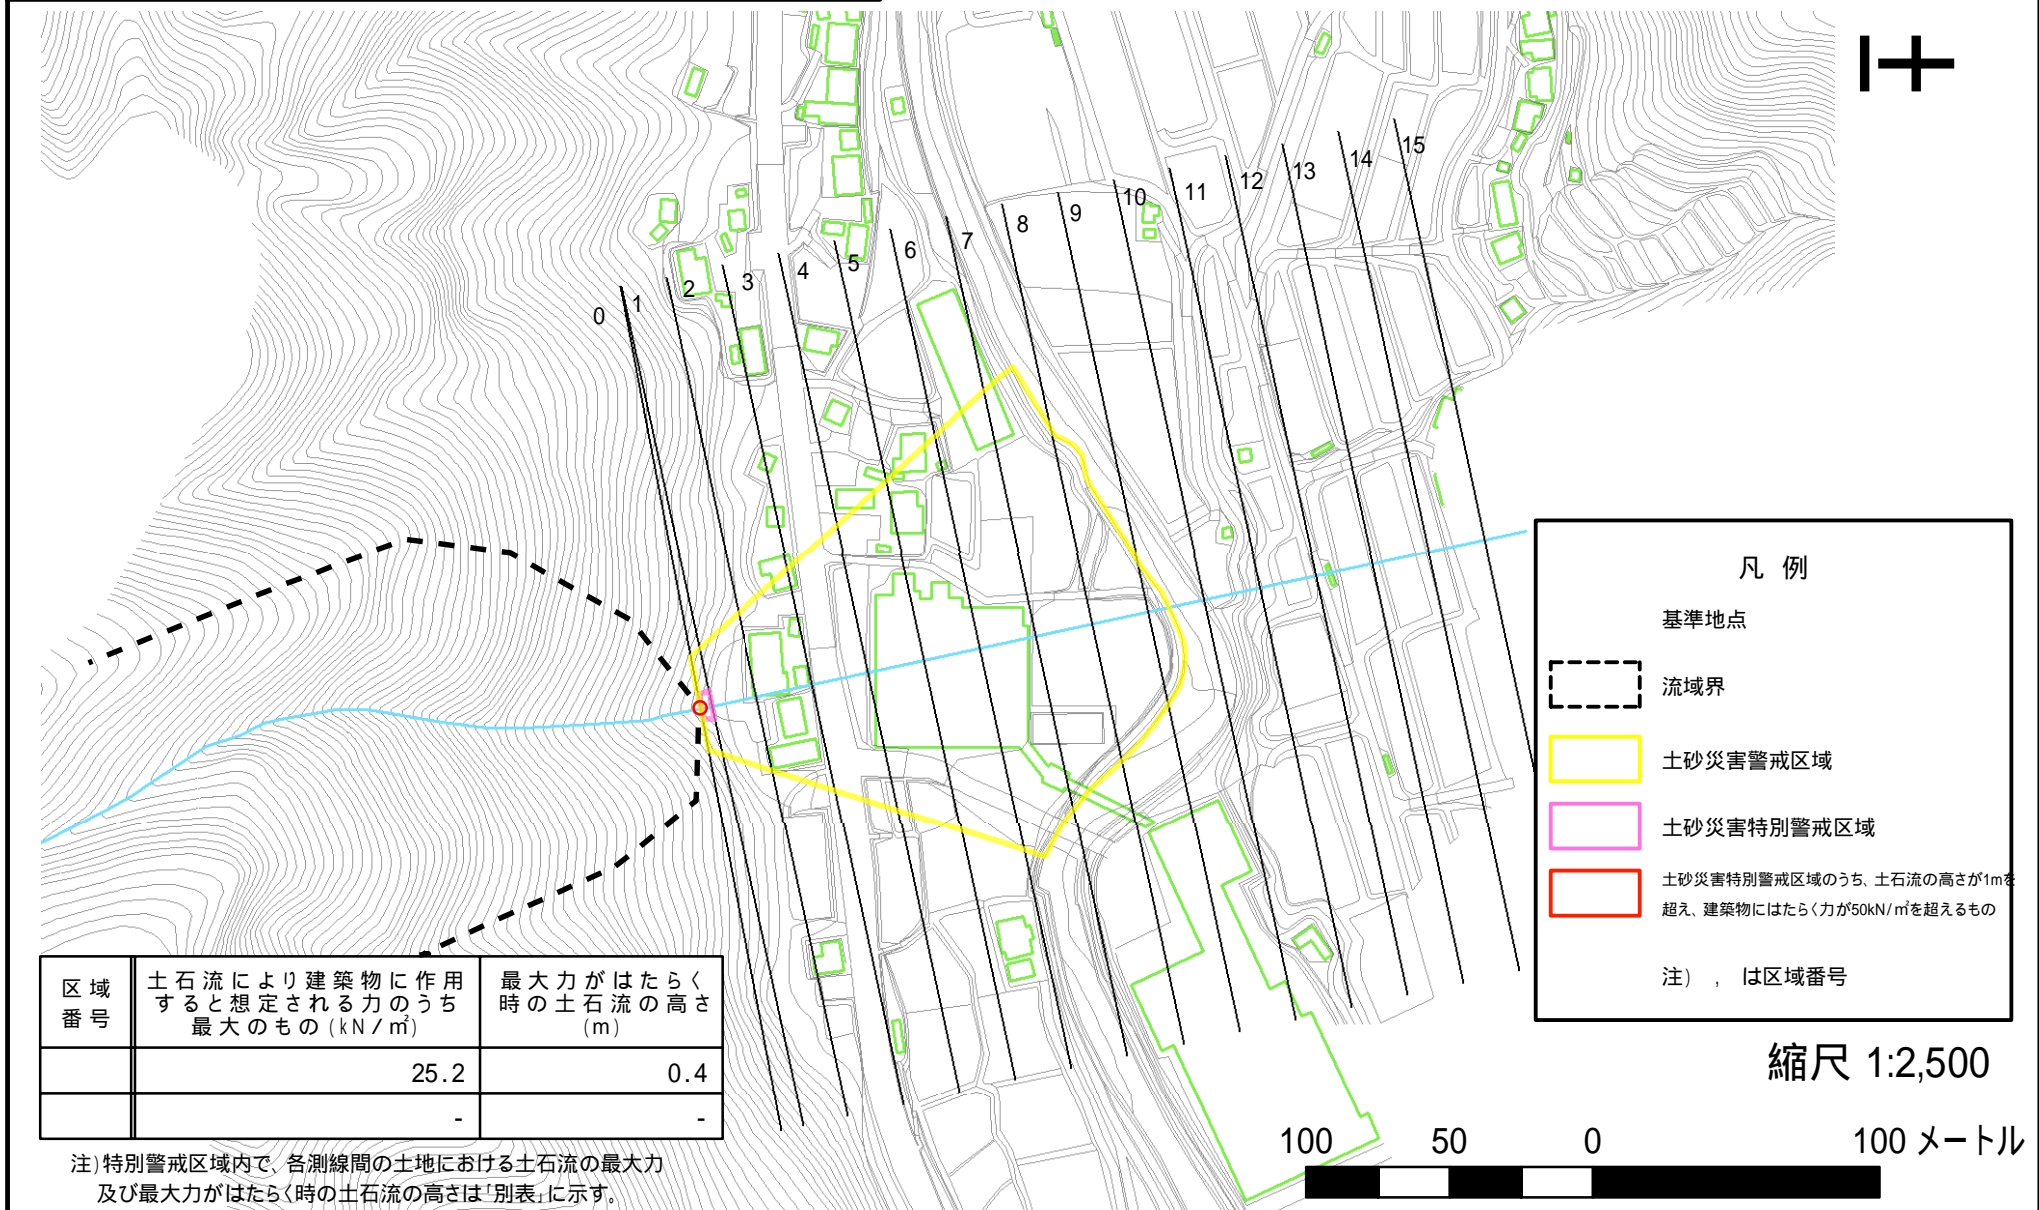 0
1
2
3
4
5
6
7
8
9
10
11
12
13
14
15
凡 例
基準地点
流域界
土砂災害警戒区域
土砂災害特別警戒区域
土砂災害特別警戒区域のうち、土石流の高さが1mを
超え、建築物にはたらく力が50kN/㎡を超えるもの
注) , は区域番号
区域
番号
土石流により建築物に作用
すると想定される力のうち
最大のもの(kN/㎡)
最大力がはたらく
時の土石流の高さ
(m)
25.2
0.4
-
-
注)特別警戒区域内で、各測線間の土地における土石流の最大力
及び最大力がはたらく時の土石流の高さは「別表」に示す。
縮尺 1:2,500
100 50 0 100 メートル